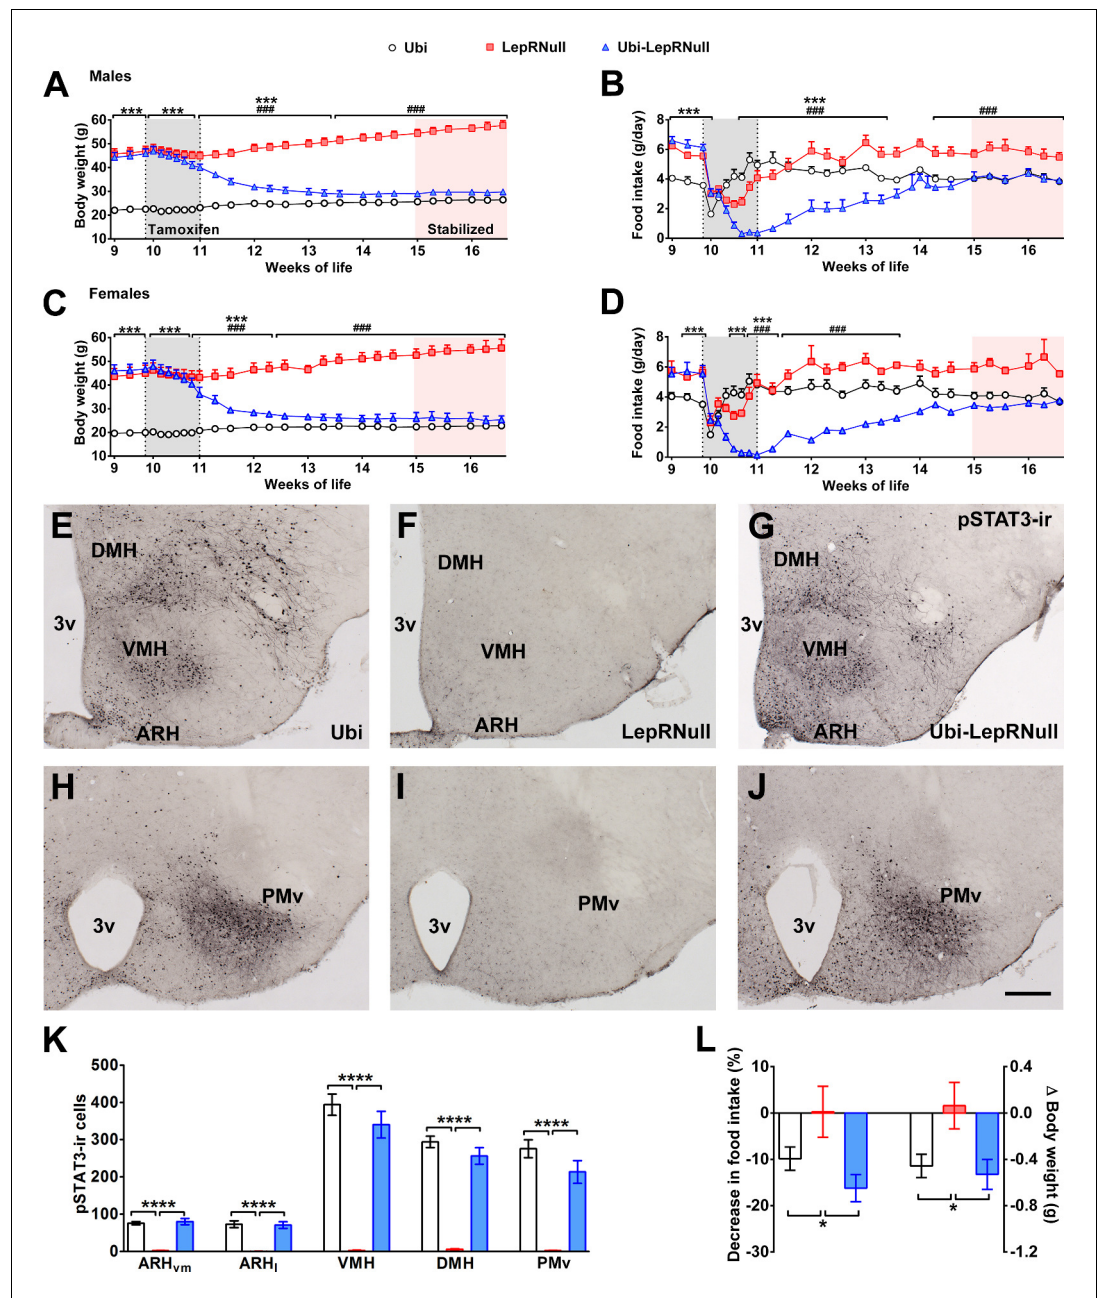 Ubi LepRNull Ubi-LepRNull
A Males
*** *** *** ### ###
Body weight (g)
60
50
40
30
20
10
Tamoxifen Stabilized
9 10 11 12 13 14 15 16
Weeks of life
B
*** *** ### ###
Food intake (g/day)
8
6
4
2
0
9 10 11 12 13 14 15 16
Weeks of life
C Females
*** *** *** ### ###
Body weight (g)
60
50
40
30
20
10
9 10 11 12 13 14 15 16
Weeks of life
D
*** *** *** ### ###
Food intake (g/day)
8
6
4
2
0
9 10 11 12 13 14 15 16
Weeks of life
E
DMH
3v
VMH
ARH
Ubi
F
DMH
3v
VMH
ARH
LepRNull
G
pSTAT3-ir
DMH
3v
VMH
ARH
Ubi-LepRNull
H
PMv
3v
I
PMv
3v
J
PMv
3v
K
pSTAT3-ir cells
500
400
300
200
100
0
**** **** **** **** ****
ARHvm ARHl VMH DMH PMv
L
Decrease in food intake (%)
10
0
-10
-20
-30
* *
0.4
0.0
-0.4
-0.8
-1.2
Δ Body weight (g)